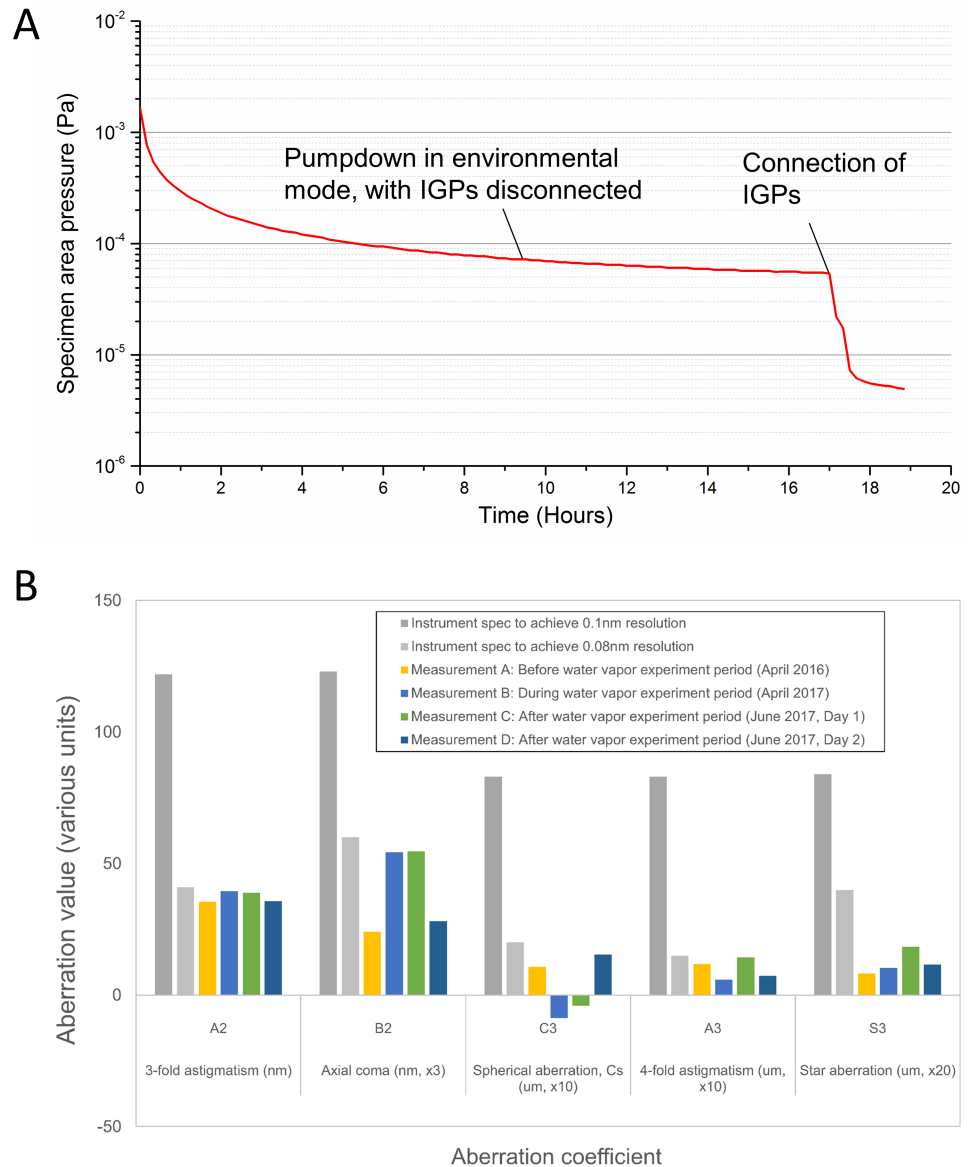 A
10-2
10-3
10-4
10-5
10-6
Specimen area pressure (Pa)
Pumpdown in environmental
mode, with IGPs disconnected
Connection of
IGPs
0 2 4 6 8 10 12 14 16 18 20
Time (Hours)
B
150
100
50
0
-50
Aberration value (various units)
Instrument spec to achieve 0.1nm resolution
Instrument spec to achieve 0.08nm resolution
Measurement A: Before water vapor experiment period (April 2016)
Measurement B: During water vapor experiment period (April 2017)
Measurement C: After water vapor experiment period (June 2017, Day 1)
Measurement D: After water vapor experiment period (June 2017, Day 2)
A2 B2 C3 A3 S3
3-fold astigmatism (nm)
Axial coma (nm, x3)
Spherical aberration, Cs
(um, x10)
4-fold astigmatism (um,
x10)
Star aberration (um, x20)
Aberration coefficient